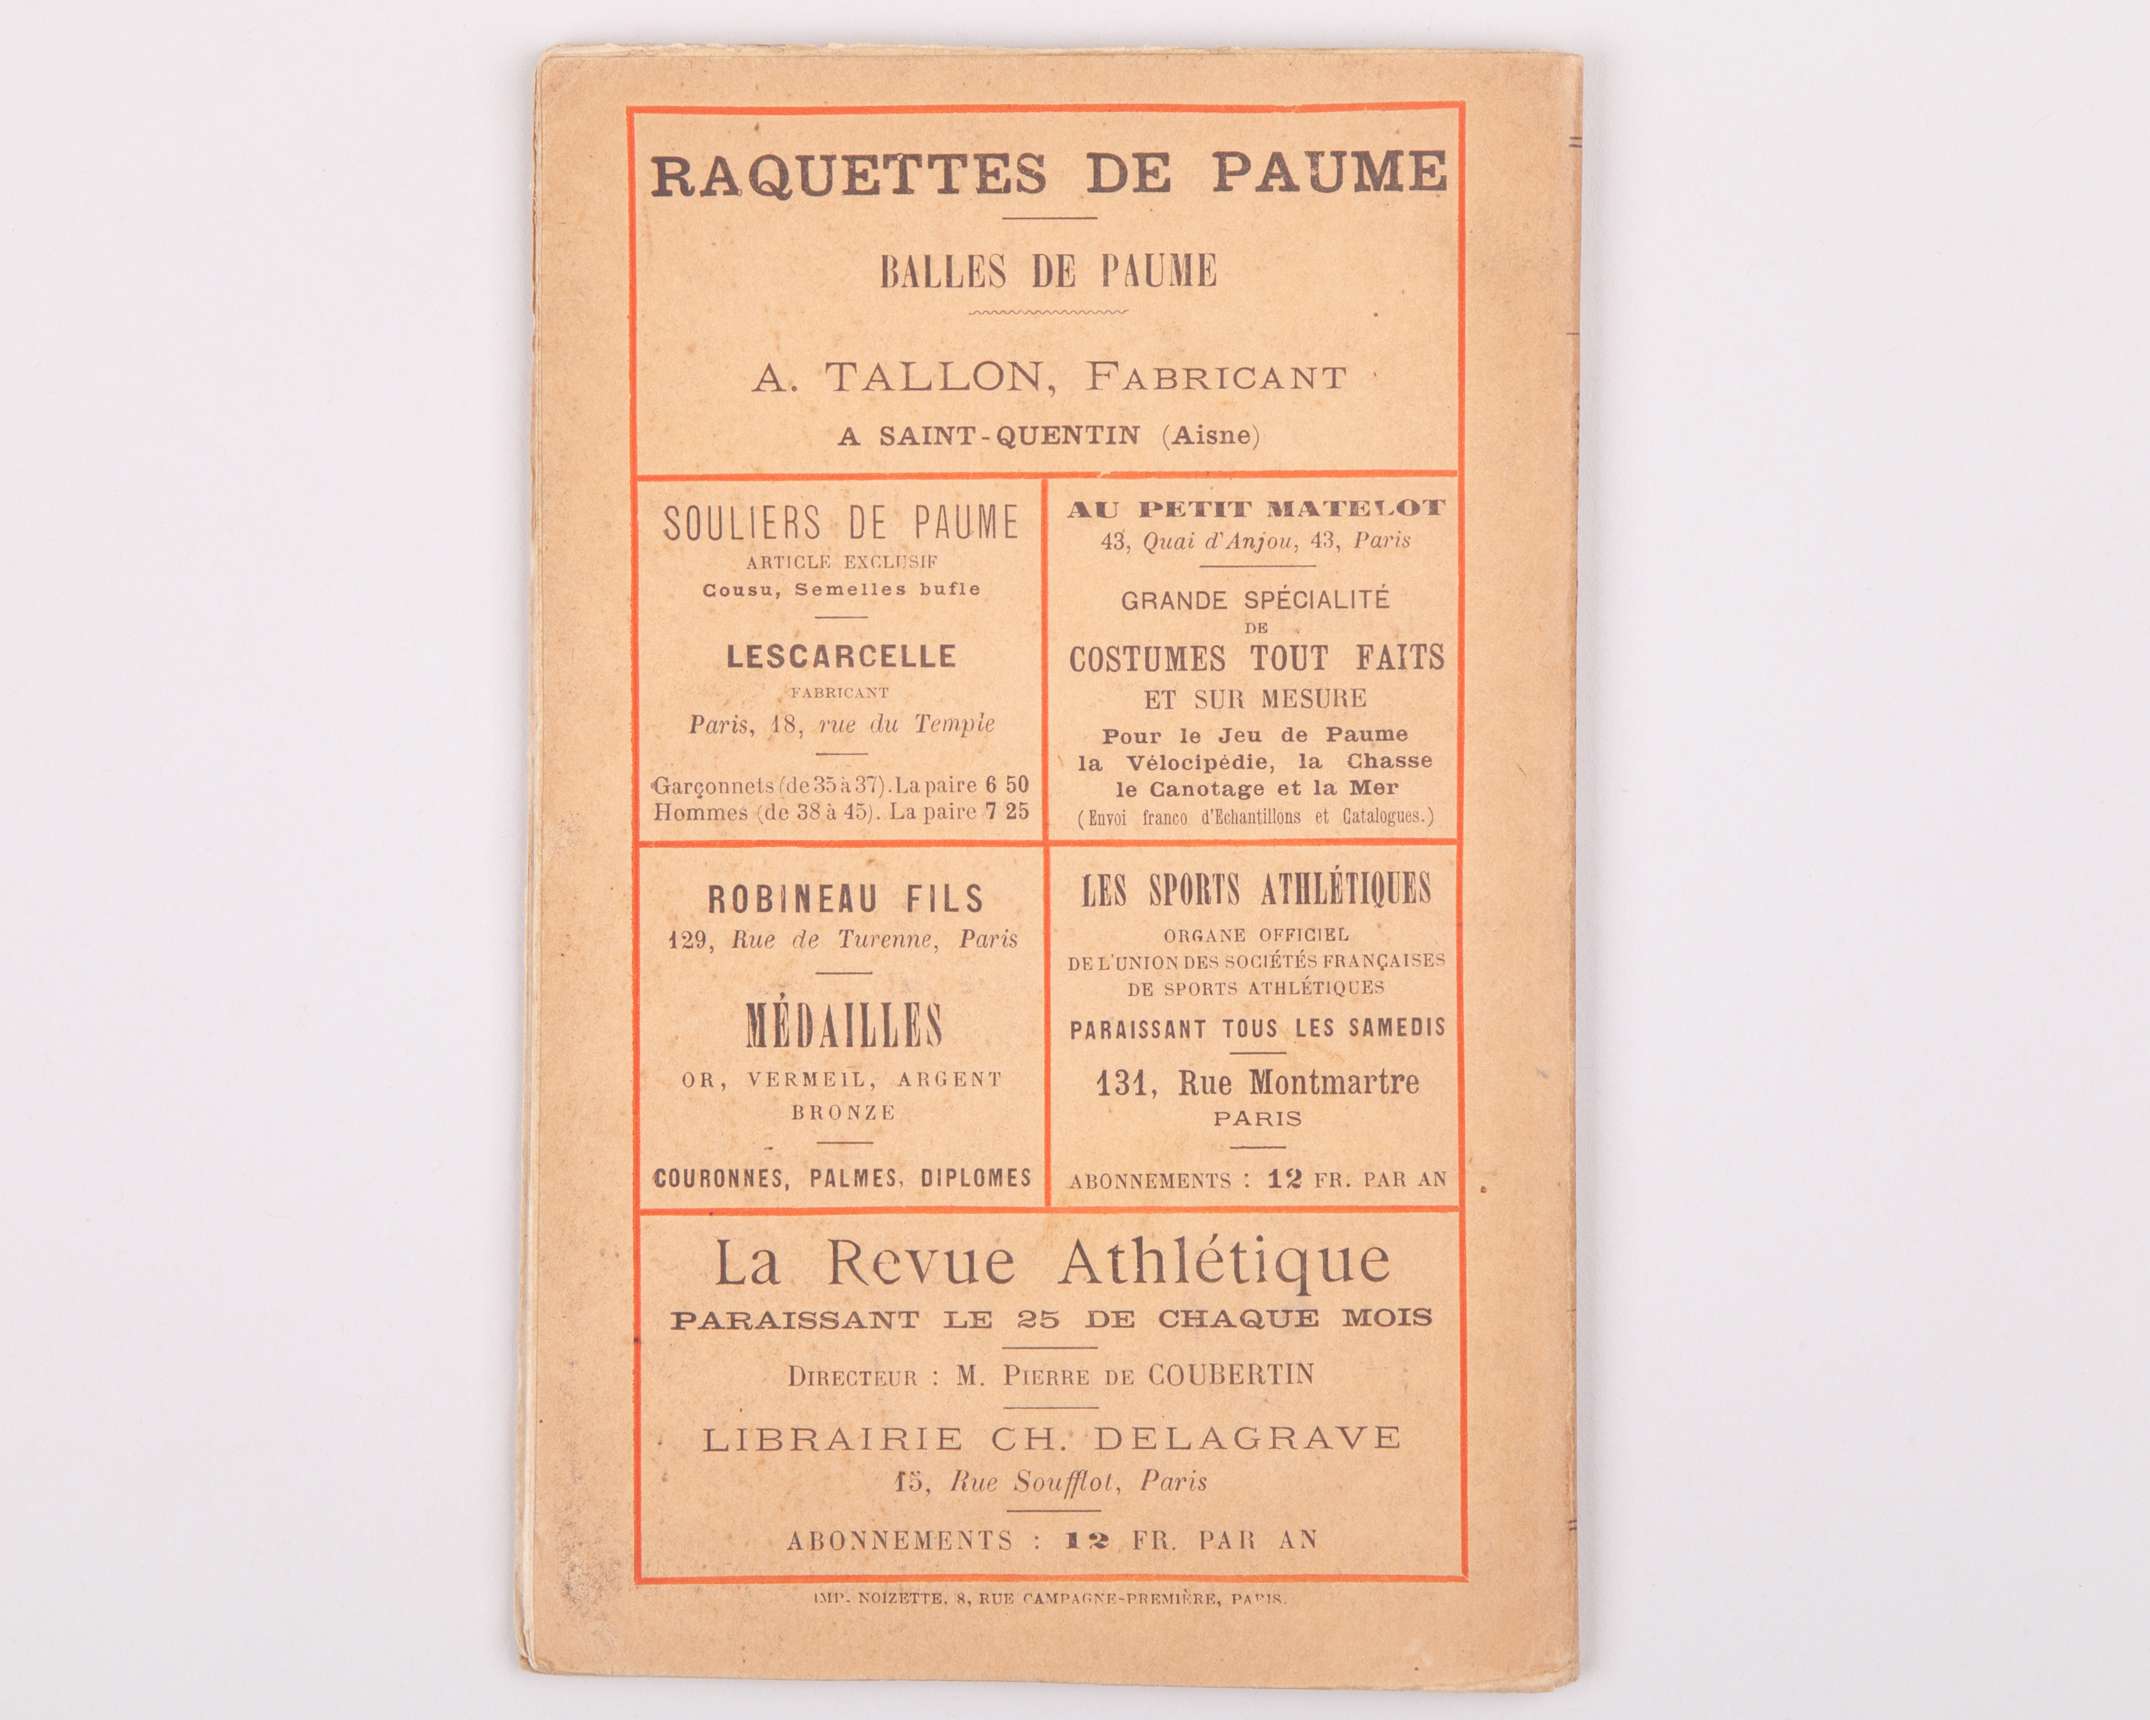 RAQUETTES DE PAUME
BALLES DE PAUME
A. TALLON, FABRICANT
A SAINT-QUENTIN (Aisne)
SOULIERS DE PAUME
ARTICLE EXCLUSIF
Cousu, Semelles bufle
LESCARCELLE
FABRICANT
Paris, 18, rue du Temple
Garçonnets (de 35 à 37). La paire 6 50
Hommes (de 38 à 45). La paire 7 25
AU PETIT MATELOT
43, Quai d'Anjou, 43, Paris
GRANDE SPÉCIALITÉ
DE
COSTUMES TOUT FAITS
ET SUR MESURE
Pour le Jeu de Paume
la Vélocipédie, la Chasse
le Canotage et la Mer
(Envoi franco d'Echantillons et Catalogues.)
ROBINEAU FILS
129, Rue de Turenne, Paris
MÉDAILLES
OR, VERMEIL, ARGENT
BRONZE
COURONNES, PALMES, DIPLOMES
LES SPORTS ATHLÉTIQUES
ORGANE OFFICIEL
DE L'UNION DES SOCIÉTÉS FRANÇAISES
DE SPORTS ATHLÉTIQUES
PARAISSANT TOUS LES SAMEDIS
131, Rue Montmartre
PARIS
ABONNEMENTS : 12 FR. PAR AN
La Revue Athlétique
PARAISSANT LE 25 DE CHAQUE MOIS
DIRECTEUR : M. PIERRE DE COUBERTIN
LIBRAIRIE CH. DELAGRAVE
15, Rue Soufflot, Paris
ABONNEMENTS : 12 FR. PAR AN
IMP. NOIZETTE, 8, RUE CAMPAGNE-PREMIÈRE, PARIS.